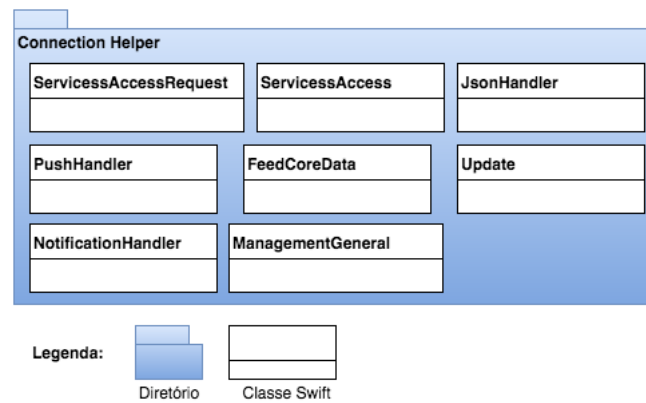 Connection Helper
ServicessAccessRequest ServicessAccess JsonHandler
PushHandler FeedCoreData Update
NotificationHandler ManagementGeneral
Legenda:
Diretório Classe Swift